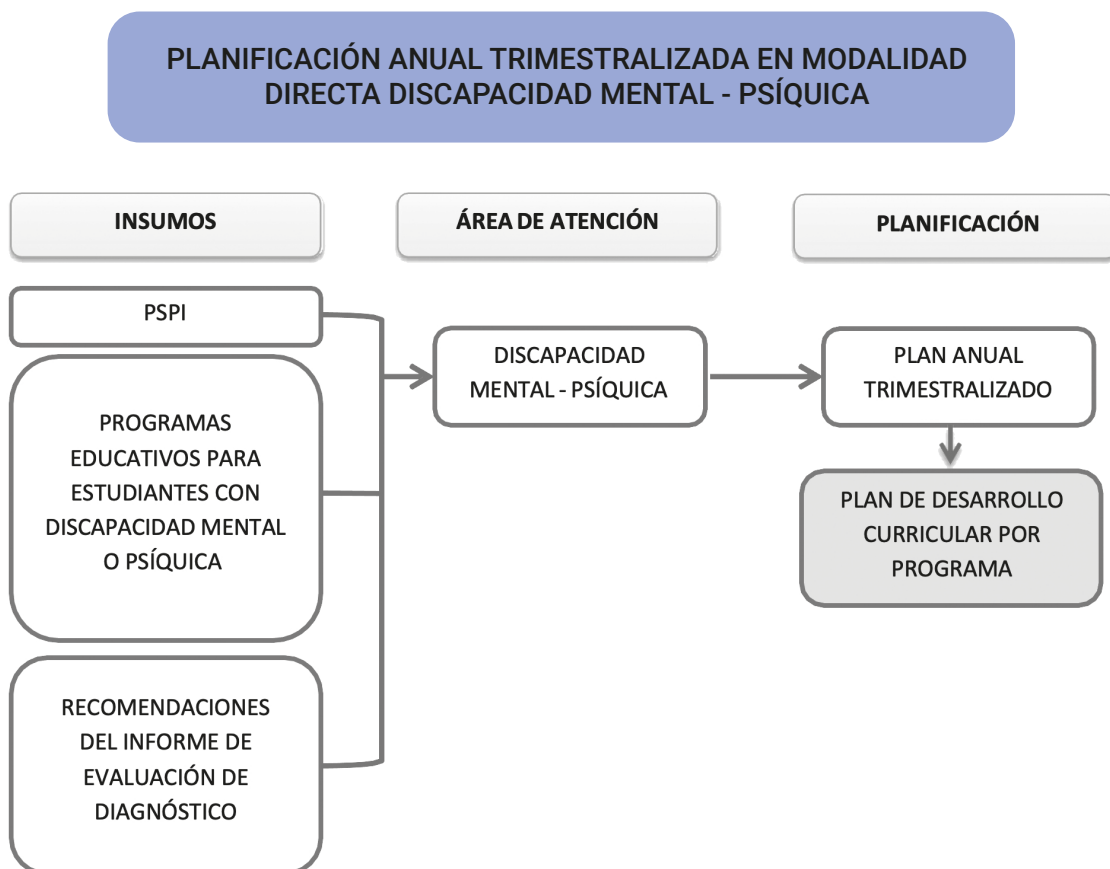 PLANIFICACIÓN ANUAL TRIMESTRALIZADA EN MODALIDAD
DIRECTA DISCAPACIDAD MENTAL - PSÍQUICA
INSUMOS
ÁREA DE ATENCIÓN
PLANIFICACIÓN
PSPI
PROGRAMAS
EDUCATIVOS PARA
ESTUDIANTES CON
DISCAPACIDAD MENTAL
O PSÍQUICA
RECOMENDACIONES
DEL INFORME DE
EVALUACIÓN DE
DIAGNÓSTICO
DISCAPACIDAD
MENTAL - PSÍQUICA
PLAN ANUAL
TRIMESTRALIZADO
PLAN DE DESARROLLO
CURRICULAR POR
PROGRAMA